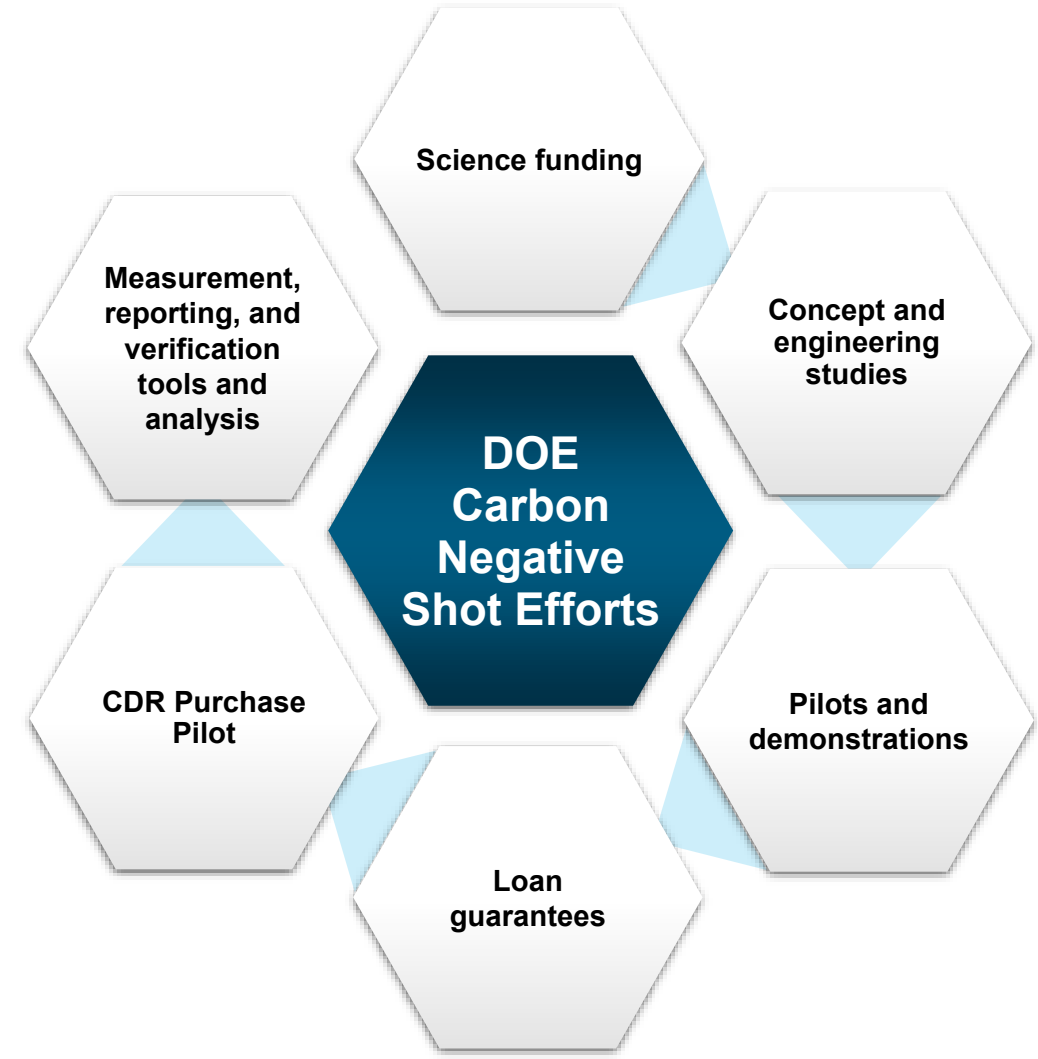 Science funding
Concept and
engineering
studies
Pilots and
demonstrations
Loan
guarantees
CDR Purchase
Pilot
Measurement,
reporting, and
verification
tools and
analysis
DOE
Carbon
Negative
Shot Efforts